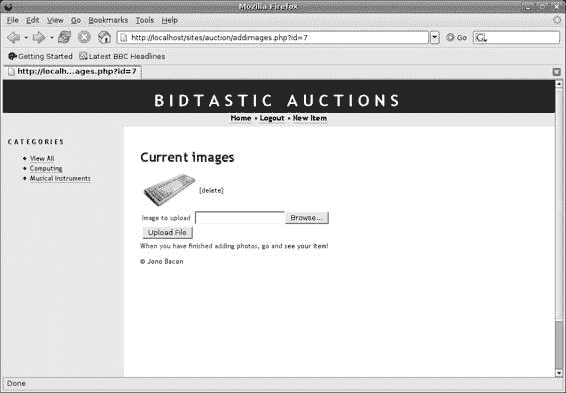 Mozilla Firefox
File Edit View Go Bookmarks Tools Help
http://localhost/sites/auction/addimages.php?id=7 Go G
Getting Started Latest BBC Headlines
http://localh...ages.php?id=7
BIDTASTIC AUCTIONS
Home • Logout • New Item
CATEGORIES
View All
Computing
Musical Instruments
Current images
[delete]
Image to upload Browse...
Upload File
When you have finished adding photos, go and see your item!
© Jono Bacon
Done